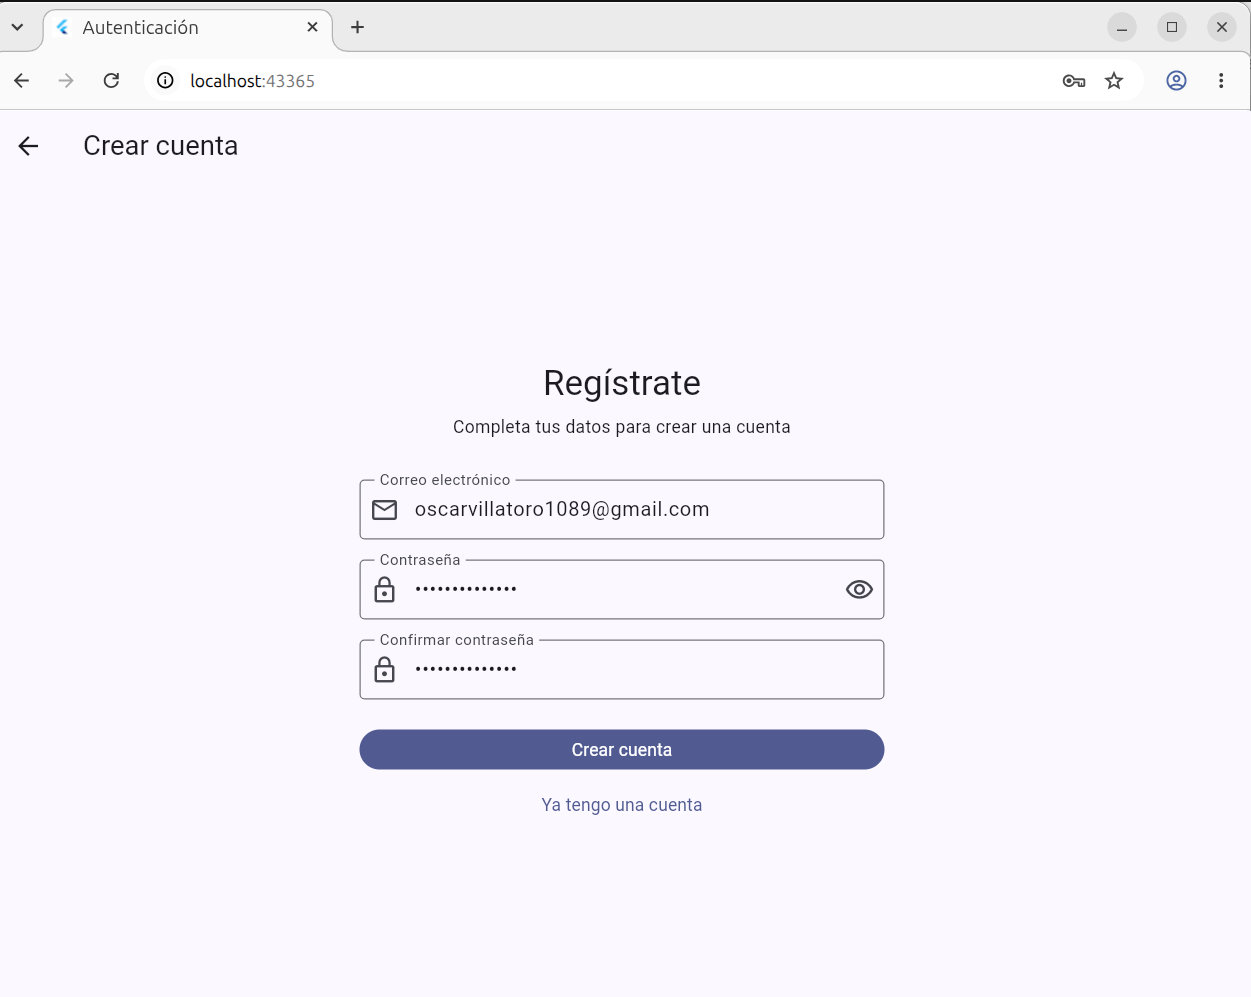 Autenticación
localhost:43365
Crear cuenta
Regístrate
Completa tus datos para crear una cuenta
Correo electrónico
oscarvillatoro1089@gmail.com
Contraseña
••••••••••••••
Confirmar contraseña
••••••••••••••
Crear cuenta
Ya tengo una cuenta